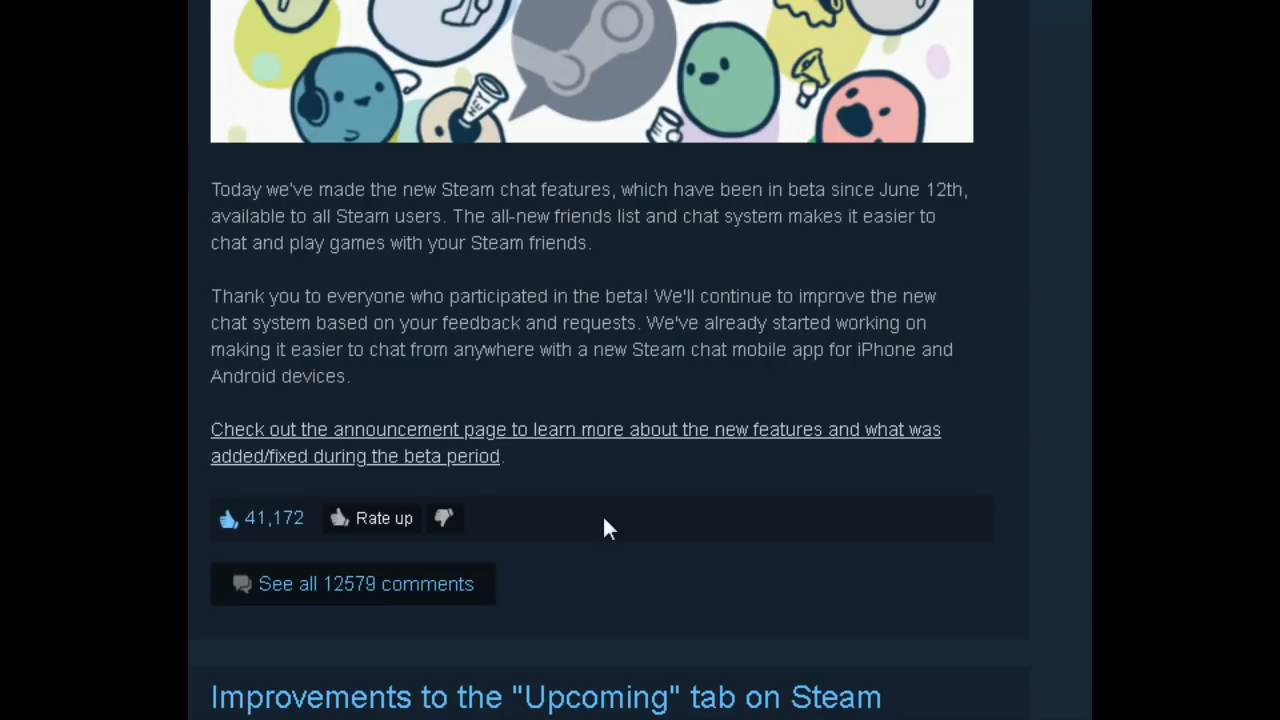 Today we've made the new Steam chat features, which have been in beta since June 12th,
available to all Steam users. The all-new friends list and chat system makes it easier to
chat and play games with your Steam friends.
Thank you to everyone who participated in the beta! We'll continue to improve the new
chat system based on your feedback and requests. We've already started working on
making it easier to chat from anywhere with a new Steam chat mobile app for iPhone and
Android devices.
Check out the announcement page to learn more about the new features and what was
added/fixed during the beta period.
41,172 Rate up
See all 12579 comments
Improvements to the "Upcoming" tab on Steam